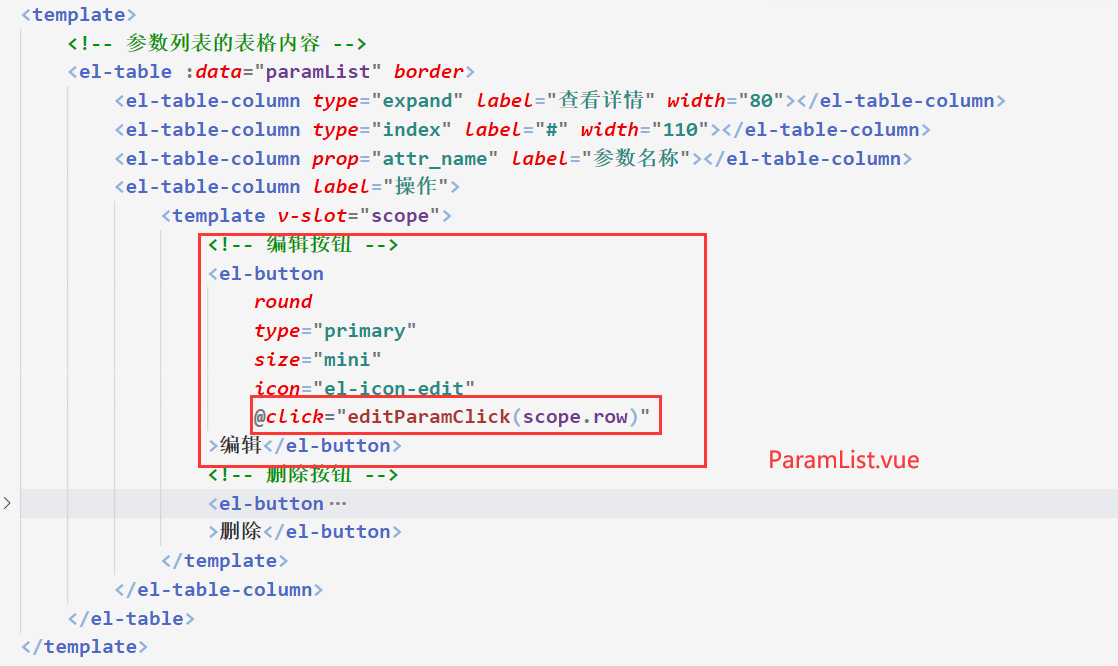 <template>
<!-- 参数列表的表格内容 -->
<el-table :data="paramList" border>
<el-table-column type="expand" label="查看详情" width="80"></el-table-column>
<el-table-column type="index" label="#" width="110"></el-table-column>
<el-table-column prop="attr_name" label="参数名称"></el-table-column>
<el-table-column label="操作">
<template v-slot="scope">
<!-- 编辑按钮 -->
<el-button
round
type="primary"
size="mini"
icon="el-icon-edit"
@click="editParamClick(scope.row)"
>编辑</el-button>
ParamList.vue
<!-- 删除按钮 -->
<el-button ⋯
>删除</el-button>
</template>
</el-table-column>
</el-table>
</template>